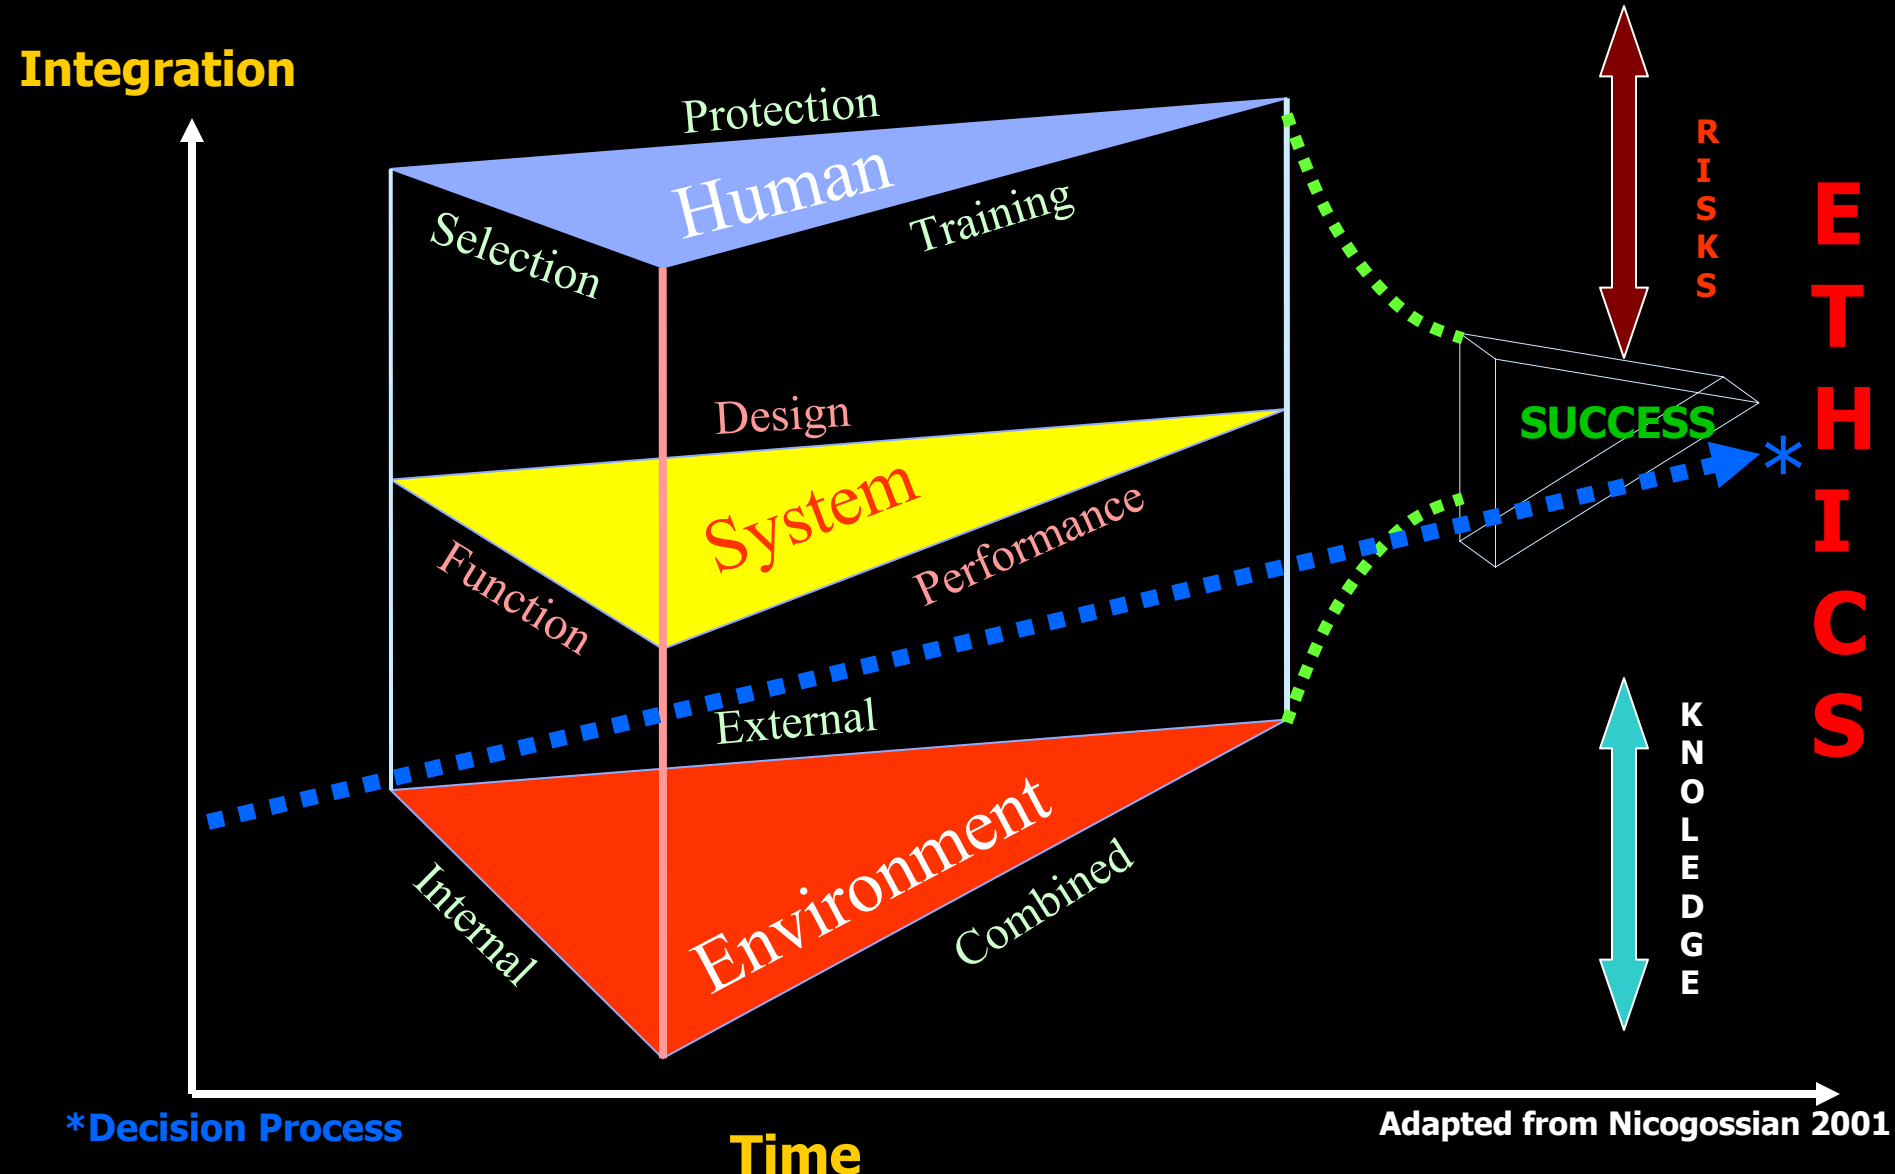 Integration
Protection
Human
Selection
Training
Design
System
Function
Performance
External
Environment
Internal
Combined
SUCCESS
*
RISKS
KNOLEDGE
ETHICS
*Decision Process
Time
Adapted from Nicogossian 2001